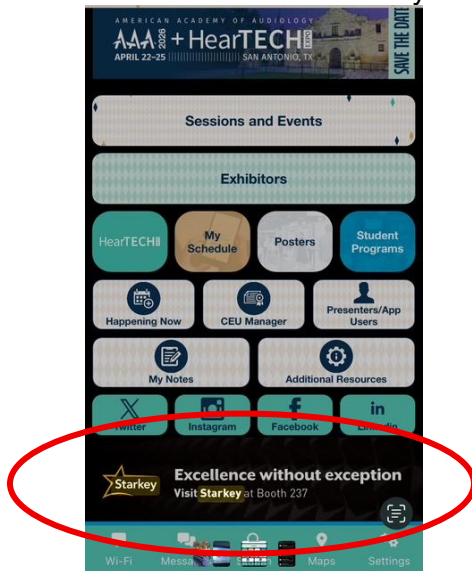 AMERICAN ACADEMY OF AUDIOLOGY
AAA 2026 + HearTECH EXPO
APRIL 22–25 SAN ANTONIO, TX
SAVE THE DATE
Sessions and Events
Exhibitors
HearTECH
My Schedule
Posters
Student Programs
Happening Now
CEU Manager
Presenters/App Users
My Notes
Additional Resources
Twitter
Instagram
Facebook
LinkedIn
Starkey
Excellence without exception
Visit Starkey at Booth 237
Wi-Fi
Maps
Settings